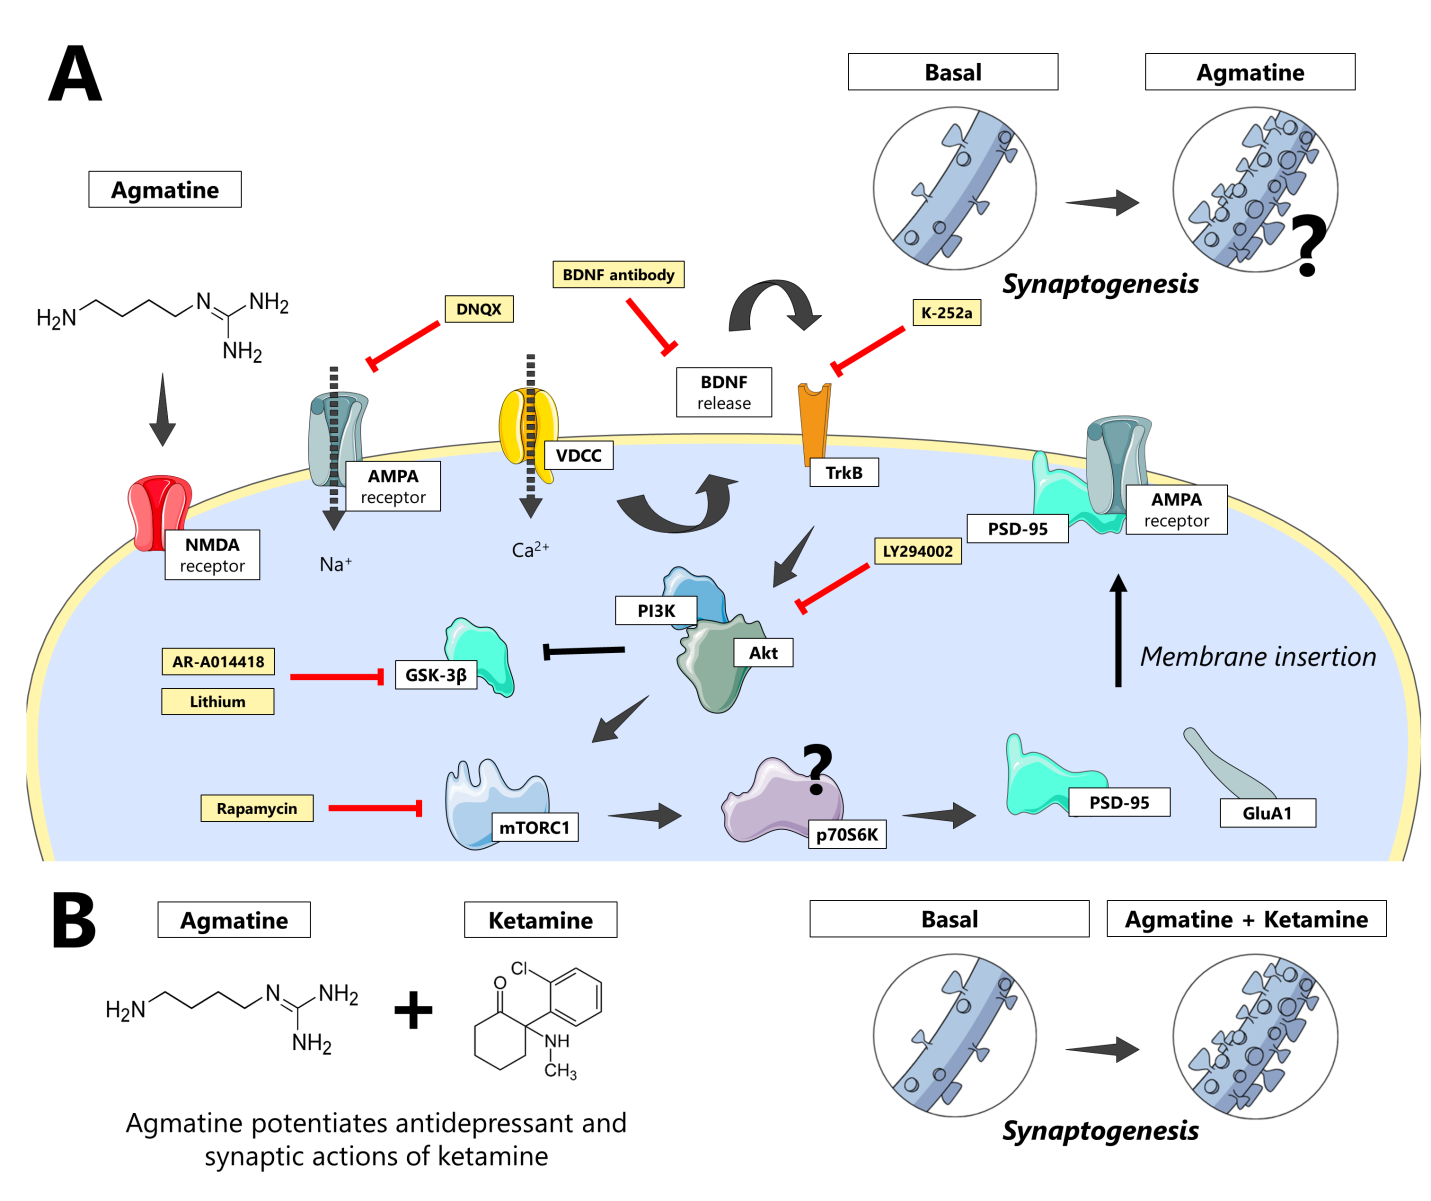 A
Basal
Agmatine
Agmatine
?
Synaptogenesis
BDNF antibody
DNQX
K-252a
H₂N
N
NH₂
NH₂
BDNF
release
VDCC
TrkB
AMPA
receptor
AMPA
receptor
PSD-95
NMDA
receptor
Na⁺
Ca²⁺
LY294002
PI3K
Akt
AR-A014418
Lithium
GSK-3β
Membrane insertion
?
Rapamycin
mTORC1
p70S6K
PSD-95
GluA1
B
Agmatine
Ketamine
Basal
Agmatine + Ketamine
H₂N
N
NH₂
NH₂
+
Cl
O
NH
CH₃
Agmatine potentiates antidepressant and
synaptic actions of ketamine
Synaptogenesis